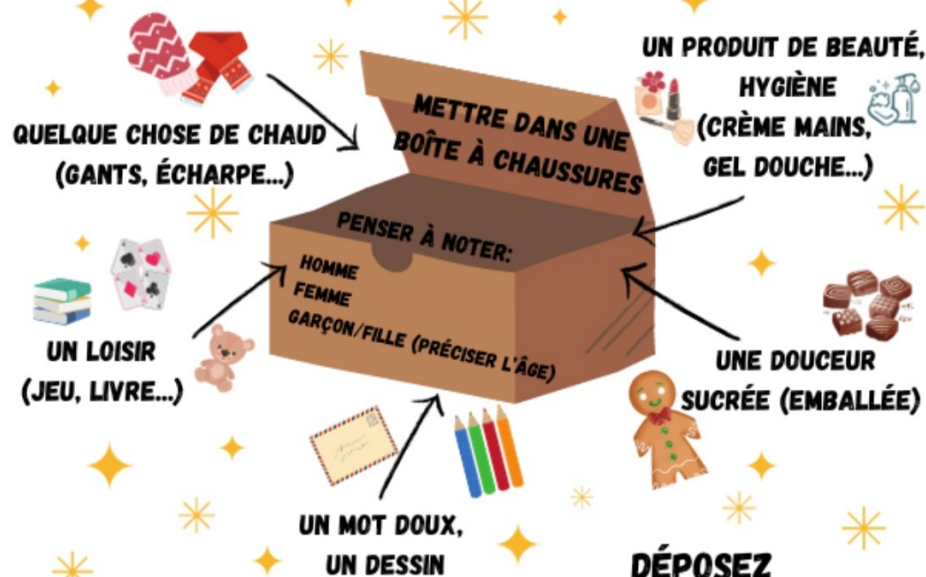 UN PRODUIT DE BEAUTÉ,
HYGIÈNE
(CRÈME MAINS,
GEL DOUCHE...)
METTRE DANS UNE
BOÎTE À CHAUSSURES
QUELQUE CHOSE DE CHAUD
(GANTS, ÉCHARPE...)
PENSER À NOTER:
HOMME
FEMME
GARÇON/FILLE (PRÉCISER L'ÂGE)
UN LOISIR
(JEU, LIVRE...)
UNE DOUCEUR
SUCRÉE (EMBALLÉE)
UN MOT DOUX,
UN DESSIN
DÉPOSEZ